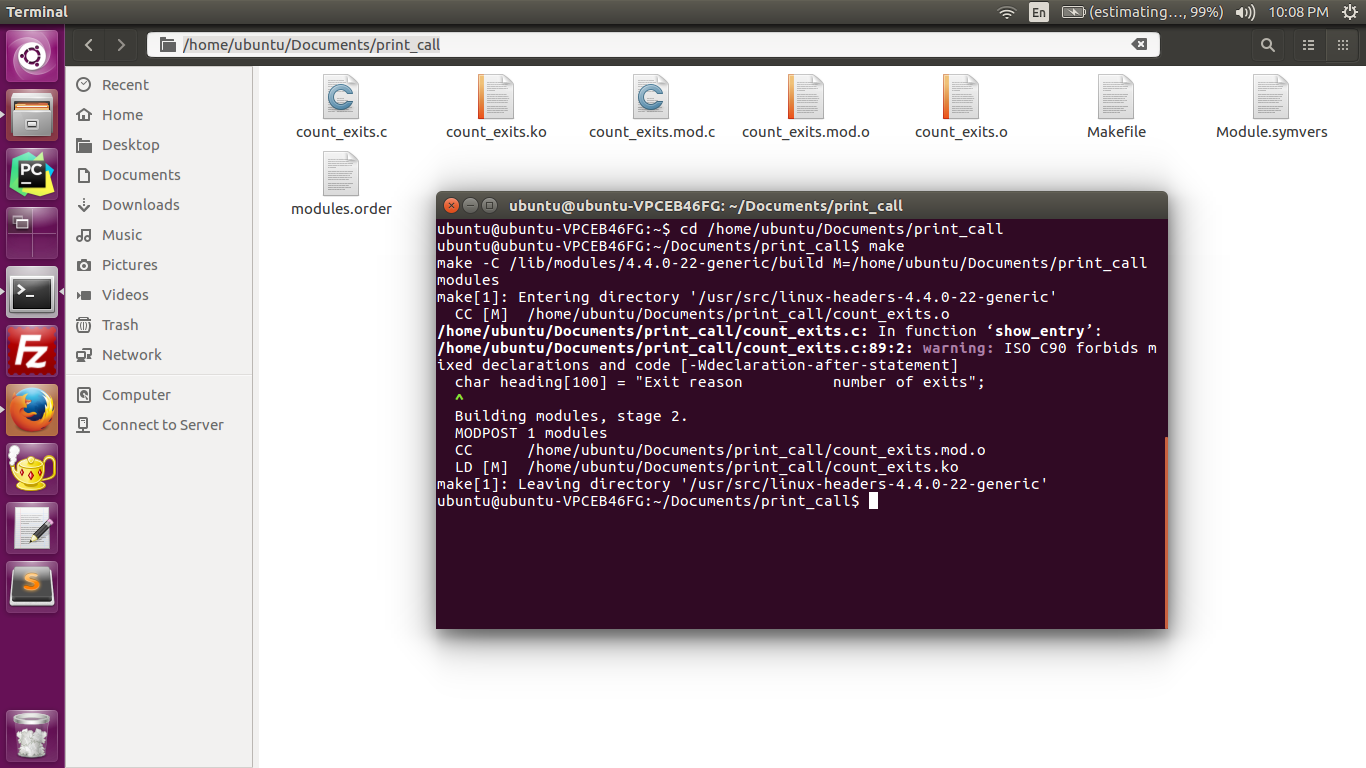 Terminal
En
(estimating..., 99%)
10:08 PM
/home/ubuntu/Documents/print_call
Recent
Home
Desktop
Documents
Downloads
Music
Pictures
Videos
Trash
Network
Computer
Connect to Server
count_exits.c
count_exits.ko
count_exits.mod.c
count_exits.mod.o
count_exits.o
Makefile
Module.symvers
modules.order
PC
Fz
S
ubuntu@ubuntu-VPCEB46FG: ~/Documents/print_call
ubuntu@ubuntu-VPCEB46FG:~$ cd /home/ubuntu/Documents/print_call
ubuntu@ubuntu-VPCEB46FG:~/Documents/print_call$ make
make -C /lib/modules/4.4.0-22-generic/build M=/home/ubuntu/Documents/print_call
modules
make[1]: Entering directory '/usr/src/linux-headers-4.4.0-22-generic'
  CC [M]  /home/ubuntu/Documents/print_call/count_exits.o
/home/ubuntu/Documents/print_call/count_exits.c: In function ‘show_entry’:
/home/ubuntu/Documents/print_call/count_exits.c:89:2: warning: ISO C90 forbids m
ixed declarations and code [-Wdeclaration-after-statement]
  char heading[100] = "Exit reason          number of exits";
  ^
  Building modules, stage 2.
  MODPOST 1 modules
  CC      /home/ubuntu/Documents/print_call/count_exits.mod.o
  LD [M]  /home/ubuntu/Documents/print_call/count_exits.ko
make[1]: Leaving directory '/usr/src/linux-headers-4.4.0-22-generic'
ubuntu@ubuntu-VPCEB46FG:~/Documents/print_call$